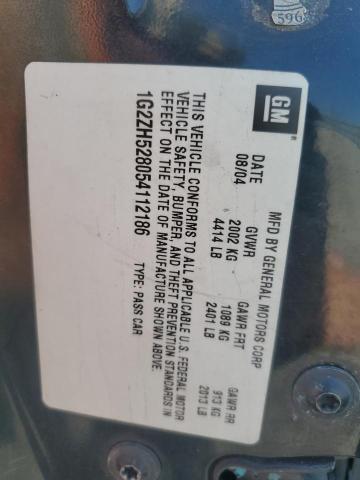 596
GM
MFD BY GENERAL MOTORS CORP
DATE GVWR GAWR FRT GAWR RR
08/04 2002 KG 1089 KG 913 KG
4414 LB 2401 LB 2013 LB
THIS VEHICLE CONFORMS TO ALL APPLICABLE U.S. FEDERAL MOTOR
VEHICLE SAFETY, BUMPER, AND THEFT PREVENTION STANDARDS IN
EFFECT ON THE DATE OF MANUFACTURE SHOWN ABOVE.
1G2ZH528054112186 TYPE: PASS CAR